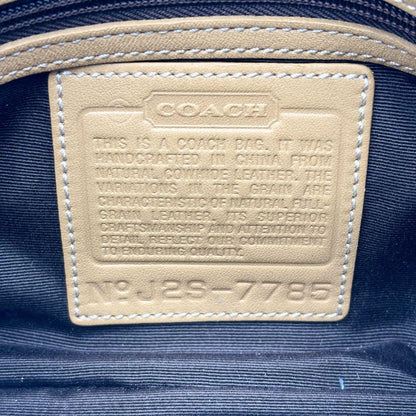 COACH
THIS IS A COACH BAG. IT WAS
HANDCRAFTED IN CHINA FROM
NATURAL COWHIDE LEATHER. THE
VARIATIONS IN THE GRAIN ARE
CHARACTERISTIC OF NATURAL FULL
GRAIN LEATHER. ITS SUPERIOR
CRAFTSMANSHIP AND ATTENTION TO
DETAIL REFLECT OUR COMMITMENT
TO ENDURING QUALITY.
Nº J2S-7785